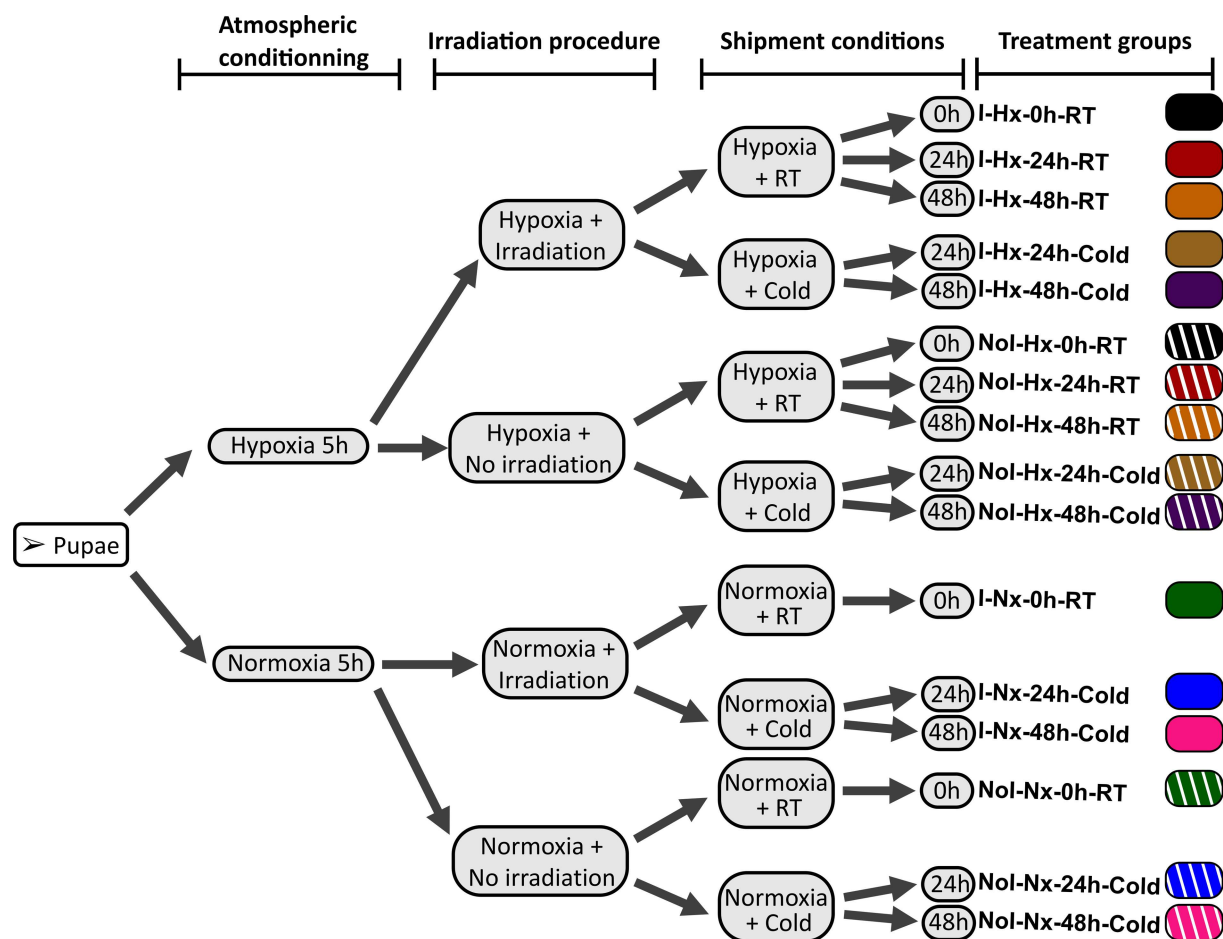 Atmospheric
conditionning
Irradiation procedure
Shipment conditions
Treatment groups
➢ Pupae
Hypoxia 5h
Normoxia 5h
Hypoxia +
Irradiation
Hypoxia +
No irradiation
Normoxia +
Irradiation
Normoxia +
No irradiation
Hypoxia
+ RT
0h I-Hx-0h-RT
24h I-Hx-24h-RT
48h I-Hx-48h-RT
Hypoxia
+ Cold
24h I-Hx-24h-Cold
48h I-Hx-48h-Cold
Hypoxia
+ RT
0h NoI-Hx-0h-RT
24h NoI-Hx-24h-RT
48h NoI-Hx-48h-RT
Hypoxia
+ Cold
24h NoI-Hx-24h-Cold
48h NoI-Hx-48h-Cold
Normoxia
+ RT
0h I-Nx-0h-RT
Normoxia
+ Cold
24h I-Nx-24h-Cold
48h I-Nx-48h-Cold
Normoxia
+ RT
0h NoI-Nx-0h-RT
Normoxia
+ Cold
24h NoI-Nx-24h-Cold
48h NoI-Nx-48h-Cold